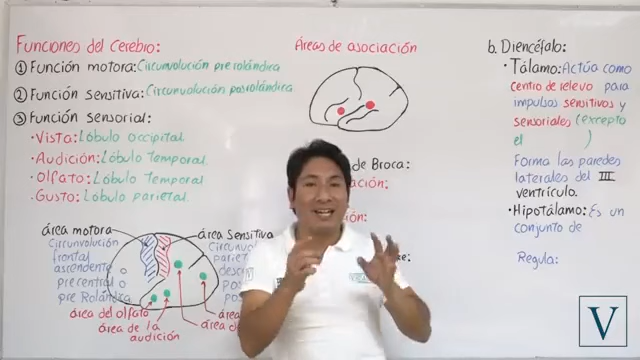 Funciones del Cerebro:
① Función motora: Circunvolución prerolándica
② Función sensitiva: Circunvolución posrolándica
③ Función sensorial:
• Vista: Lóbulo occipital.
• Audición: Lóbulo Temporal.
• Olfato: Lóbulo Temporal
• Gusto: Lóbulo parietal.
área motora
Circunvolución
frontal
ascendente
pre central
pre Rolándica
área Sensitiva
área del olfato
área de la
audición
Áreas de asociación
de Broca:
b. Diencéfalo:
• Tálamo: Actúa como
centro de relevo para
impulsos sensitivos y
sensoriales (excepto
el )
Forma las paredes
laterales del III
ventrículo.
• Hipotálamo: Es un
conjunto de
Regula:
V